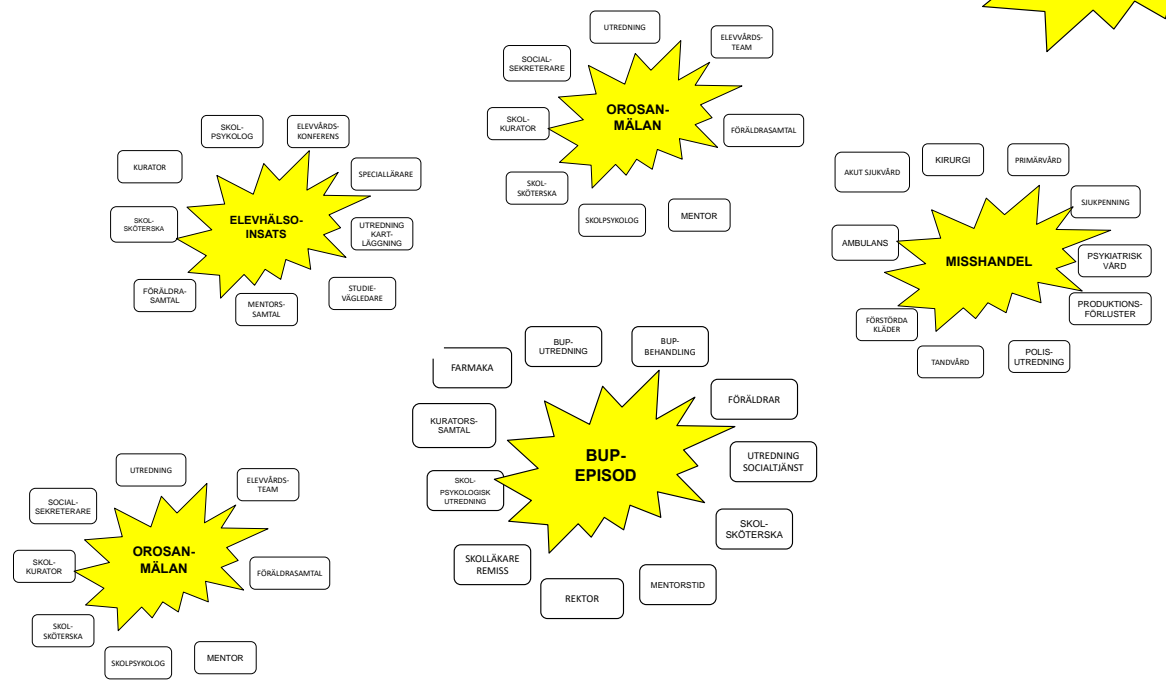 UTREDNING
ELEVVÅRDS-
TEAM
SOCIAL-
SEKRETERARE
OROSAN-
MÄLAN
SKOL-
KURATOR
FÖRÄLDRASAMTAL
SKOL-
SKÖTERSKA
SKOLPSYKOLOG
MENTOR
SKOL-
PSYKOLOG
ELEVVÅRDS-
KONFERENS
KURATOR
SPECIALLÄRARE
SKOL-
SKÖTERSKA
ELEVHÄLSO-
INSATS
UTREDNING
KART-
LÄGGNING
FÖRÄLDRA-
SAMTAL
MENTORS-
SAMTAL
STUDIE-
VÄGLEDARE
AKUT SJUKVÅRD
KIRURGI
PRIMÄRVÅRD
SJUKPENNING
AMBULANS
MISSHANDEL
PSYKIATRISK
VÅRD
PRODUKTIONS-
FÖRLUSTER
FÖRSTÖRDA
KLÄDER
TANDVÅRD
POLIS-
UTREDNING
BUP-
UTREDNING
BUP-
BEHANDLING
FARMAKA
FÖRÄLDRAR
KURATORS-
SAMTAL
BUP-
EPISOD
UTREDNING
SOCIALTJÄNST
SKOL-
PSYKOLOGISK
UTREDNING
SKOL-
SKÖTERSKA
SKOLLÄKARE
REMISS
REKTOR
MENTORSTID
UTREDNING
ELEVVÅRDS-
TEAM
SOCIAL-
SEKRETERARE
OROSAN-
MÄLAN
SKOL-
KURATOR
FÖRÄLDRASAMTAL
SKOL-
SKÖTERSKA
SKOLPSYKOLOG
MENTOR